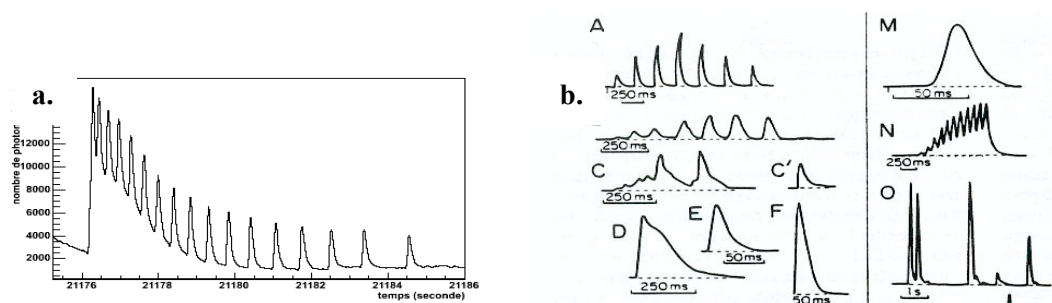 a.
nombre de photon
12000
10000
8000
6000
4000
2000
21176
21178
21180
21182
21184
21186
temps (seconde)
b.
A
250 ms
250 ms
C
C'
250 ms
D
E
F
50 ms
250 ms
50 ms
M
50 ms
N
250 ms
O
1 s